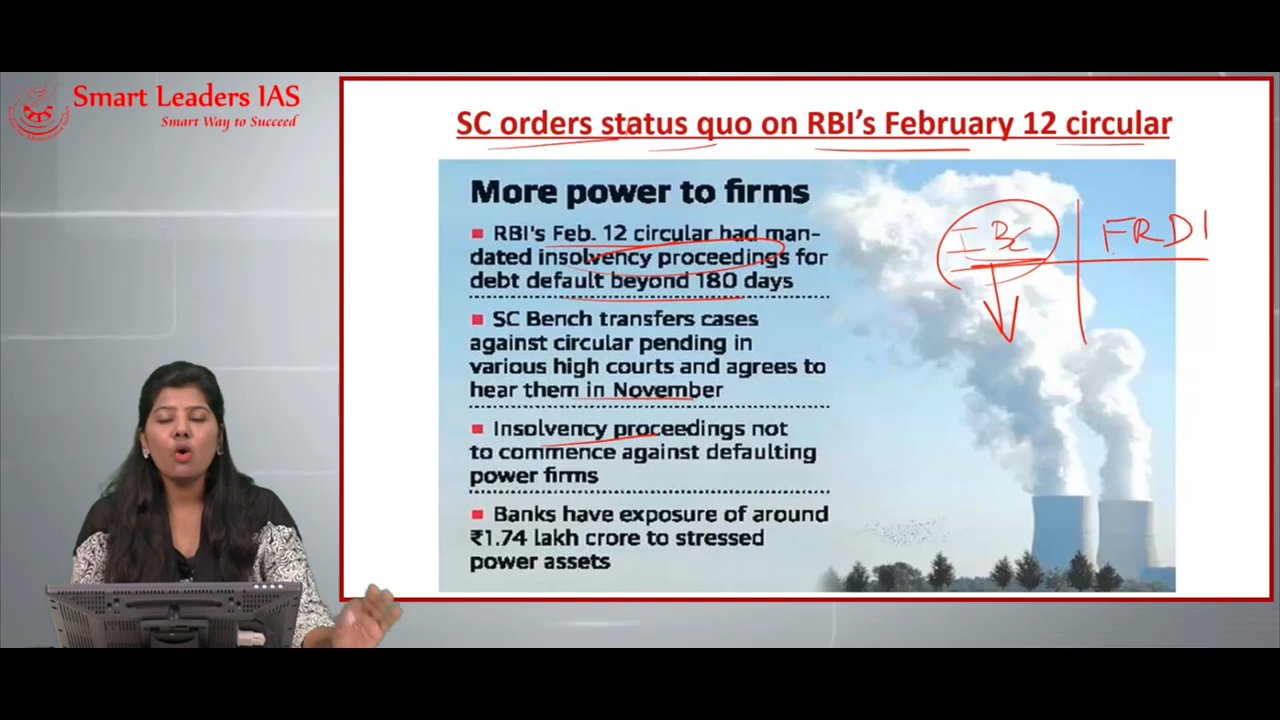 Smart Leaders IAS
Smart Way to Succeed
SC orders status quo on RBI's February 12 circular
More power to firms
RBI's Feb. 12 circular had man-
dated insolvency proceedings for
debt default beyond 180 days
SC Bench transfers cases
against circular pending in
various high courts and agrees to
hear them in November
Insolvency proceedings not
to commence against defaulting
power firms
Banks have exposure of around
₹1.74 lakh crore to stressed
power assets
IBC
FRDI